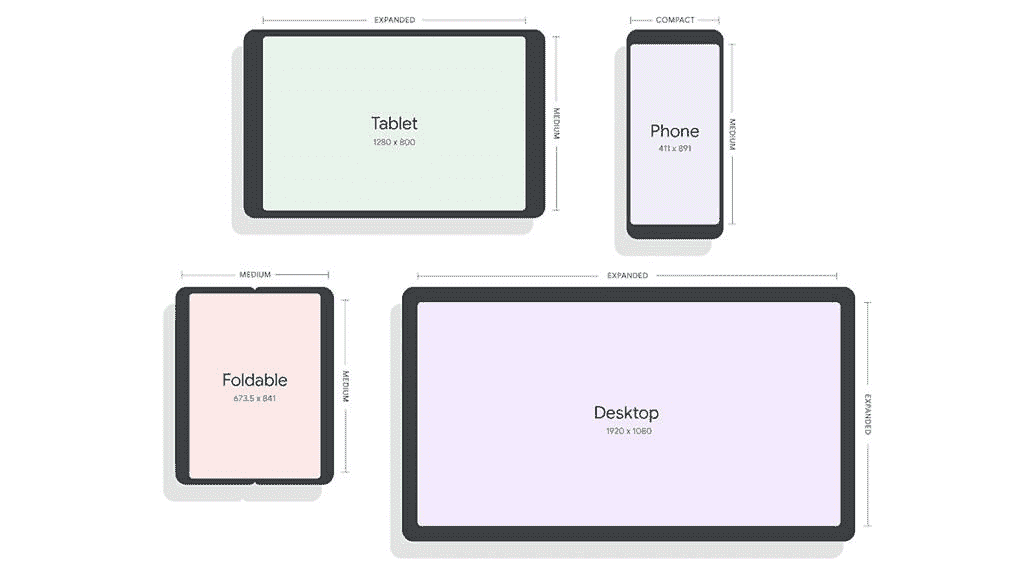 EXPANDED
Tablet
1280 x 800
MEDIUM
COMPACT
Phone
411 x 891
MEDIUM
MEDIUM
Foldable
673.5 x 841
MEDIUM
EXPANDED
Desktop
1920 x 1080
EXPANDED